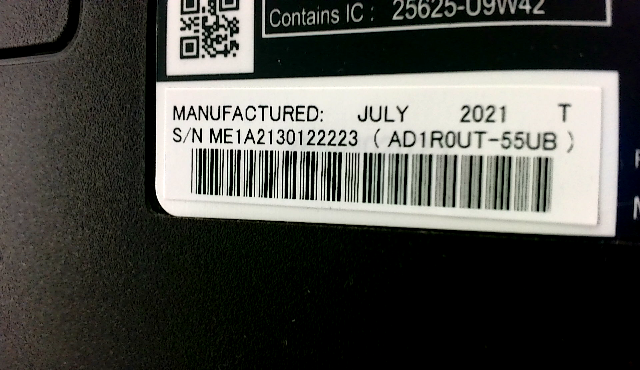 Contains IC : 25625-U9W42
MANUFACTURED: JULY 2021 T
S/N ME1A2130122223 ( AD1R0UT-55UB )